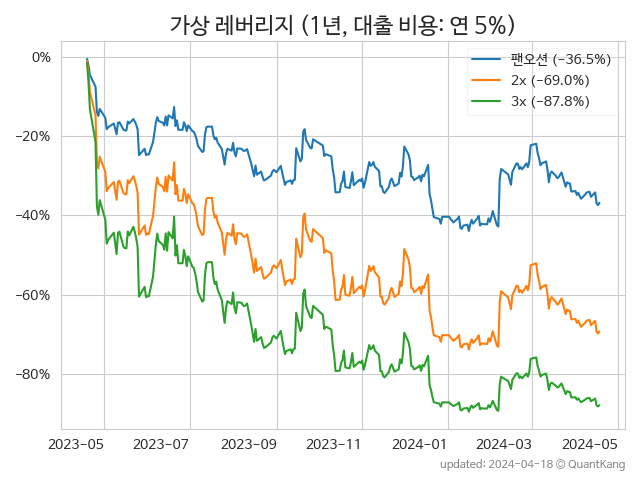 가상 레버리지 (1년, 대출 비용: 연 5%)
팬오션 (−36.5%)
2x (−69.0%)
3x (−87.8%)
0%
−20%
−40%
−60%
−80%
2023-05 2023-07 2023-09 2023-11 2024-01 2024-03 2024-05
updated: 2024-04-18 © QuantKang